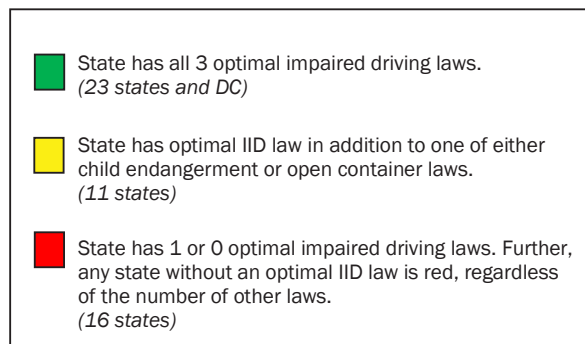 State has all 3 optimal impaired driving laws.
(23 states and DC)
State has optimal IID law in addition to one of either
child endangerment or open container laws.
(11 states)
State has 1 or 0 optimal impaired driving laws. Further,
any state without an optimal IID law is red, regardless
of the number of other laws.
(16 states)